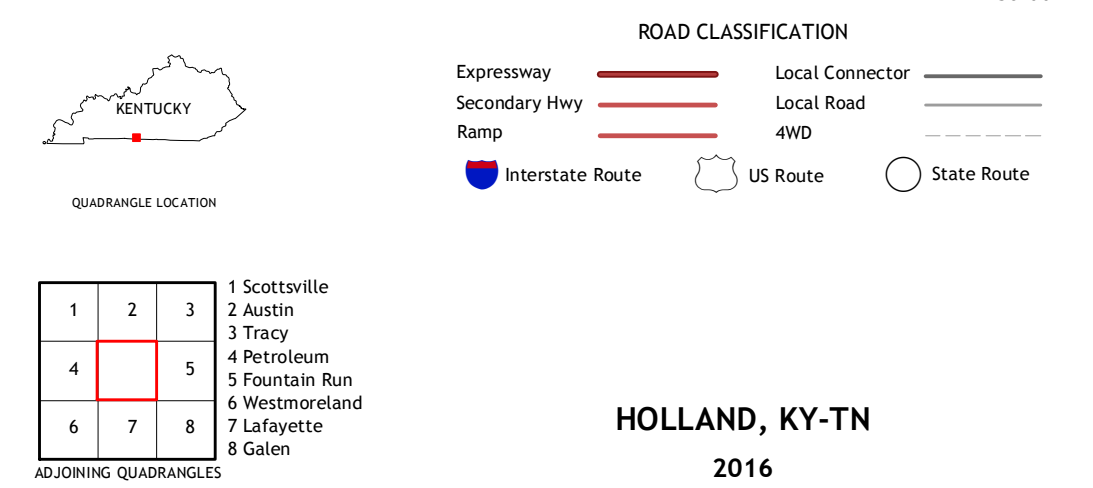 ROAD CLASSIFICATION
Expressway
Local Connector
Secondary Hwy
Local Road
Ramp
4WD
Interstate Route
US Route
State Route
KENTUCKY
QUADRANGLE LOCATION
1 2 3
4 5
6 7 8
1 Scottsville
2 Austin
3 Tracy
4 Petroleum
5 Fountain Run
6 Westmoreland
7 Lafayette
8 Galen
ADJOINING QUADRANGLES
HOLLAND, KY-TN
2016